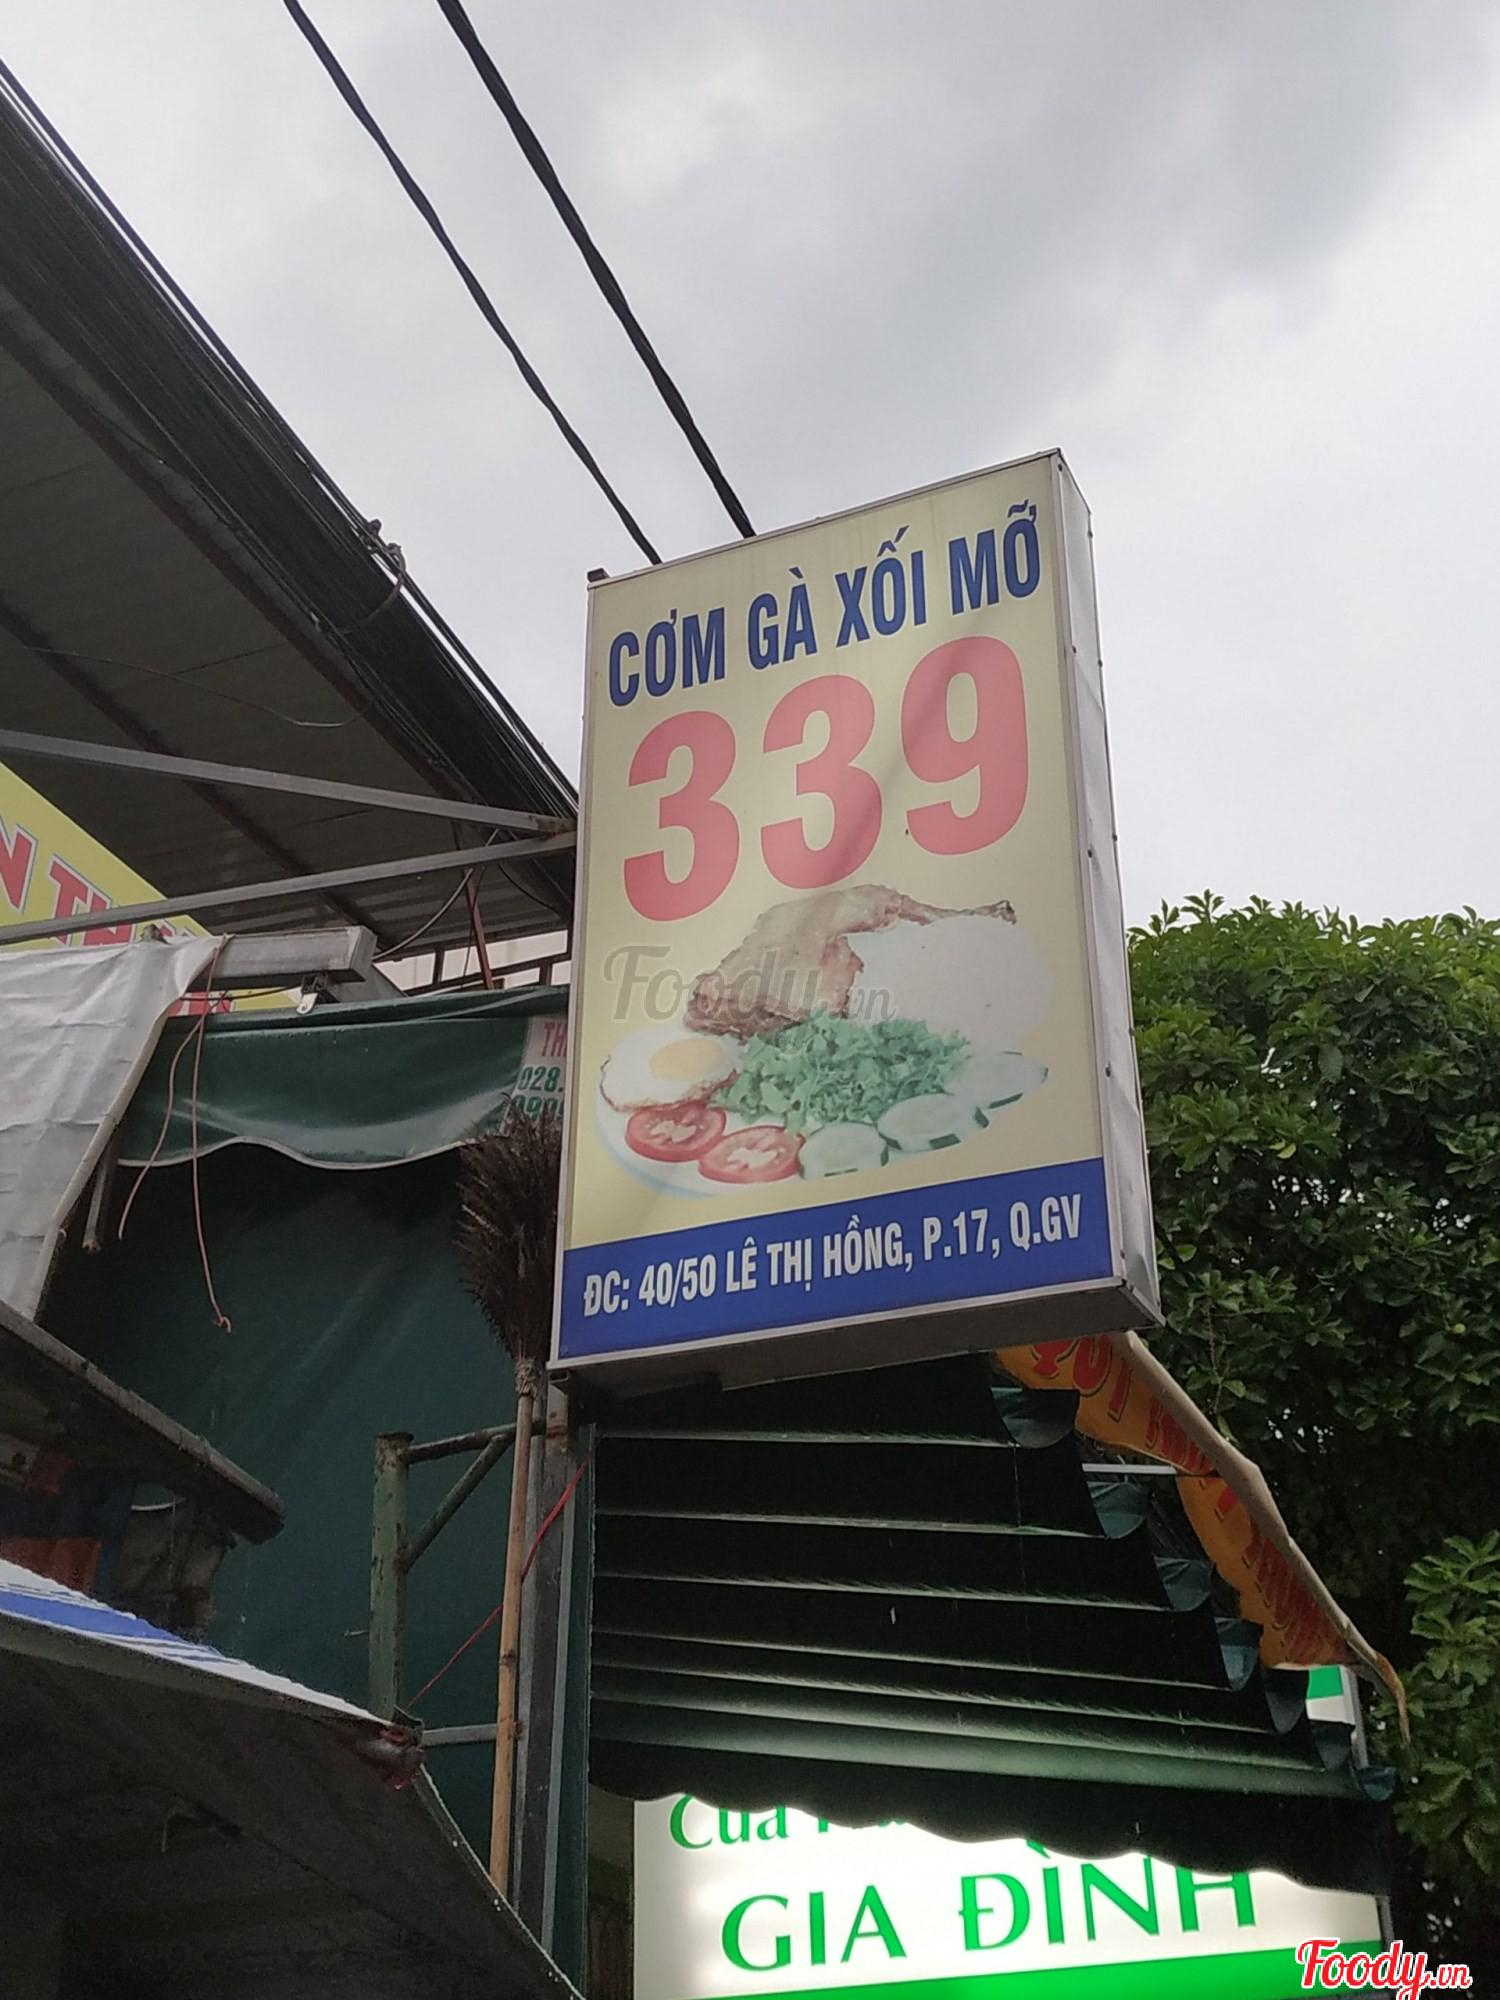 CƠM GÀ XỐI MỠ
339
Foody.vn
ĐC: 40/50 LÊ THỊ HỒNG, P.17, Q.GV
028.
GIA ĐÌNH
Foody.vn